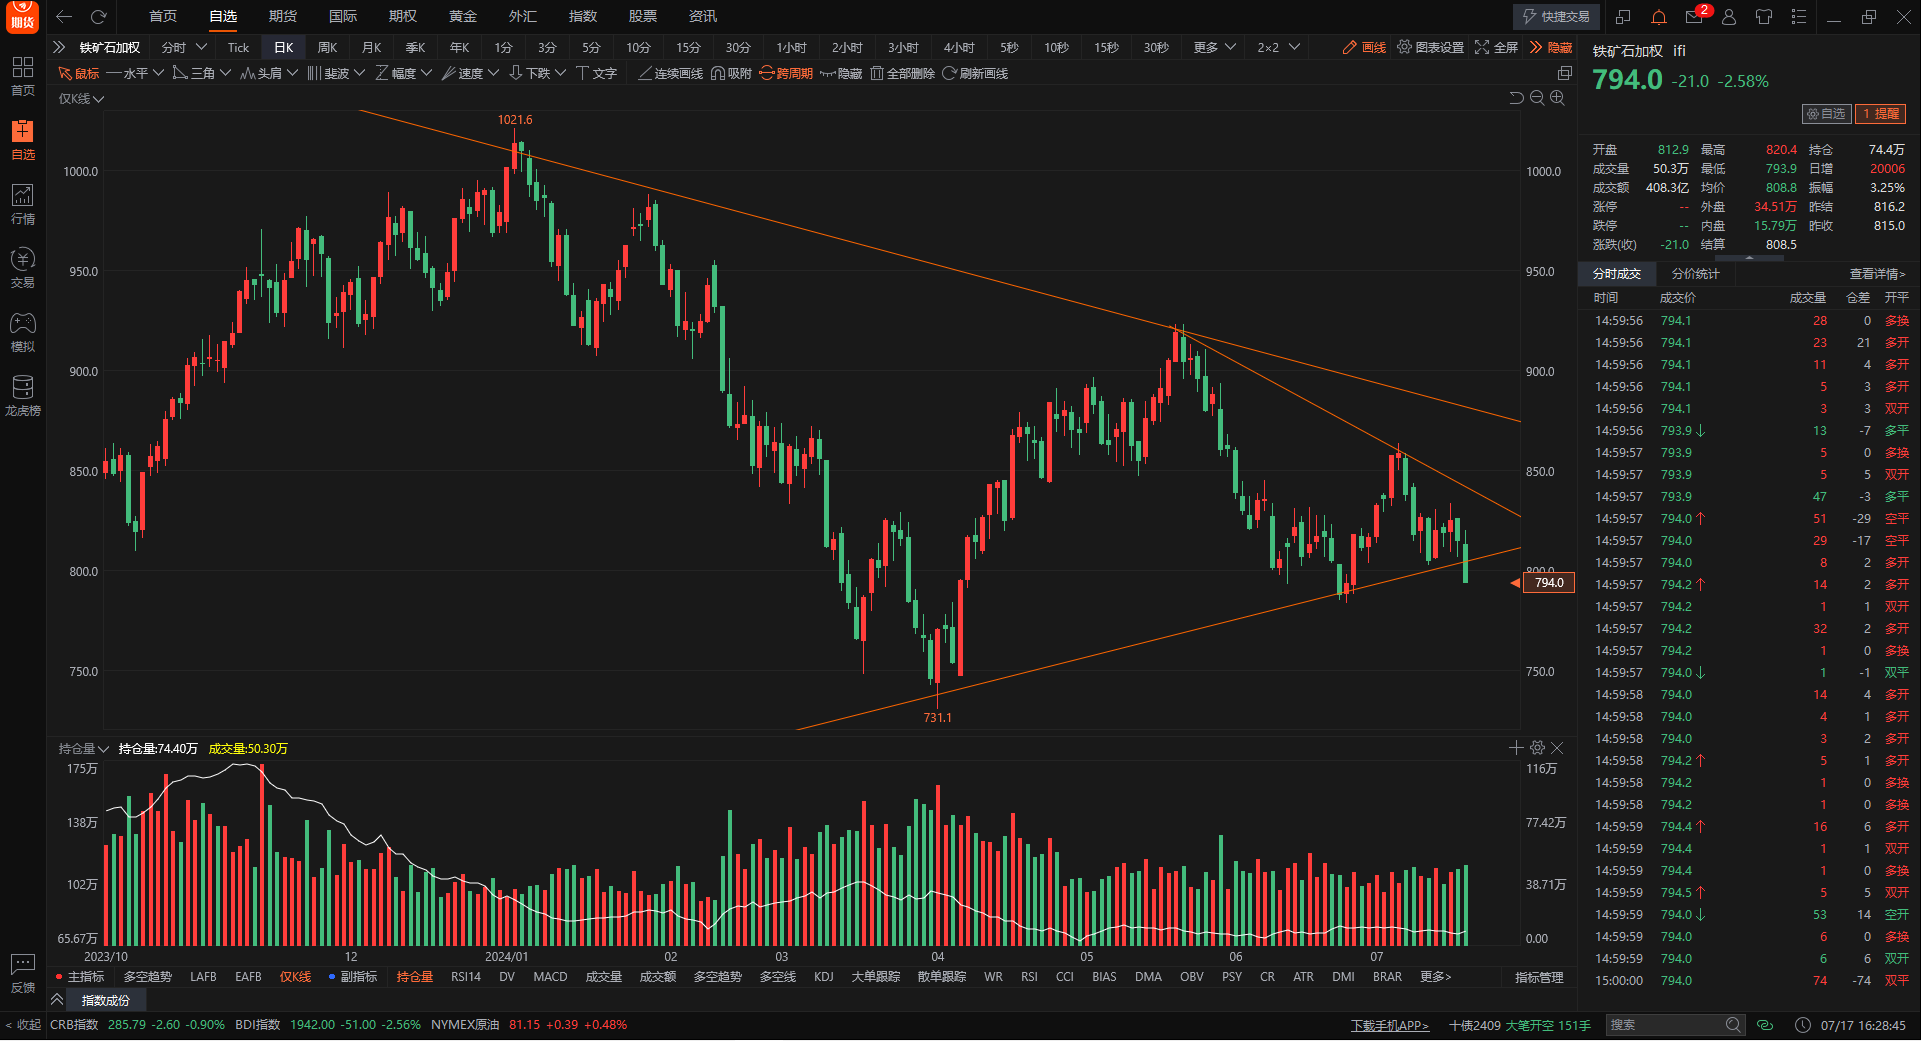 期货 首页 自选 期货 国际 期权 黄金 外汇 指数 股票 资讯 快捷交易 2
铁矿石加权 分时 Tick 日K 周K 月K 季K 年K 1分 3分 5分 10分 15分 30分 1小时 2小时 3小时 4小时 5秒 10秒 15秒 30秒 更多 2×2 画线 图表设置 全屏 隐藏
鼠标 水平 三角 头肩 斐波 幅度 速度 下跌 文字 连续画线 吸附 跨周期 隐藏 全部删除 刷新画线
首页
自选
行情
交易
模拟
龙虎榜
反馈
< 收起
仅K线
1021.6
1000.0 1000.0
950.0 950.0
900.0 900.0
850.0 850.0
800.0 800.0
794.0
750.0 750.0
731.1
持仓量 持仓量:74.40万 成交量:50.30万
175万 116万
138万 77.42万
102万 38.71万
65.67万 0.00
2023/10 12 2024/01 02 03 04 05 06 07
主指标 多空趋势 LAFB EAFB 仅K线 副指标 持仓量 RSI14 DV MACD 成交量 成交额 多空趋势 多空线 KDJ 大单跟踪 散单跟踪 WR RSI CCI BIAS DMA OBV PSY CR ATR DMI BRAR 更多> 指标管理
指数成份
铁矿石加权 ifi
794.0 -21.0 -2.58%
自选 1 提醒
开盘 812.9 最高 820.4 持仓 74.4万
成交量 50.3万 最低 793.9 日增 20006
成交额 408.3亿 均价 808.8 振幅 3.25%
涨停 -- 外盘 34.51万 昨结 816.2
跌停 -- 内盘 15.79万 昨收 815.0
涨跌(收) -21.0 结算 808.5
分时成交 分价统计 查看详情>
时间 成交价 成交量 仓差 开平
14:59:56 794.1 28 0 多换
14:59:56 794.1 23 21 多开
14:59:56 794.1 11 4 多开
14:59:56 794.1 5 3 多开
14:59:56 794.1 3 3 双开
14:59:56 793.9↓ 13 -7 多平
14:59:57 793.9 5 0 多换
14:59:57 793.9 5 5 双开
14:59:57 793.9 47 -3 多平
14:59:57 794.0↑ 51 -29 空平
14:59:57 794.0 29 -17 空平
14:59:57 794.0 8 2 多开
14:59:57 794.2↑ 14 2 多开
14:59:57 794.2 1 1 双开
14:59:57 794.2 32 2 多开
14:59:57 794.2 1 0 多换
14:59:57 794.0↓ 1 -1 双平
14:59:58 794.0 14 4 多开
14:59:58 794.0 4 1 多开
14:59:58 794.0 3 2 多开
14:59:58 794.2↑ 5 1 多开
14:59:58 794.2 1 0 多换
14:59:58 794.2 1 0 多换
14:59:59 794.4↑ 16 6 多开
14:59:59 794.4 1 1 双开
14:59:59 794.4 1 0 多换
14:59:59 794.5↑ 5 5 双开
14:59:59 794.0↓ 53 14 空开
14:59:59 794.0 6 0 多换
14:59:59 794.0 6 6 双开
15:00:00 794.0 74 -74 双平
CRB指数 285.79 -2.60 -0.90% BDI指数 1942.00 -51.00 -2.56% NYMEX原油 81.15 +0.39 +0.48% 下载手机APP> 十债2409 大笔开空 151手 搜索 07/17 16:28:45